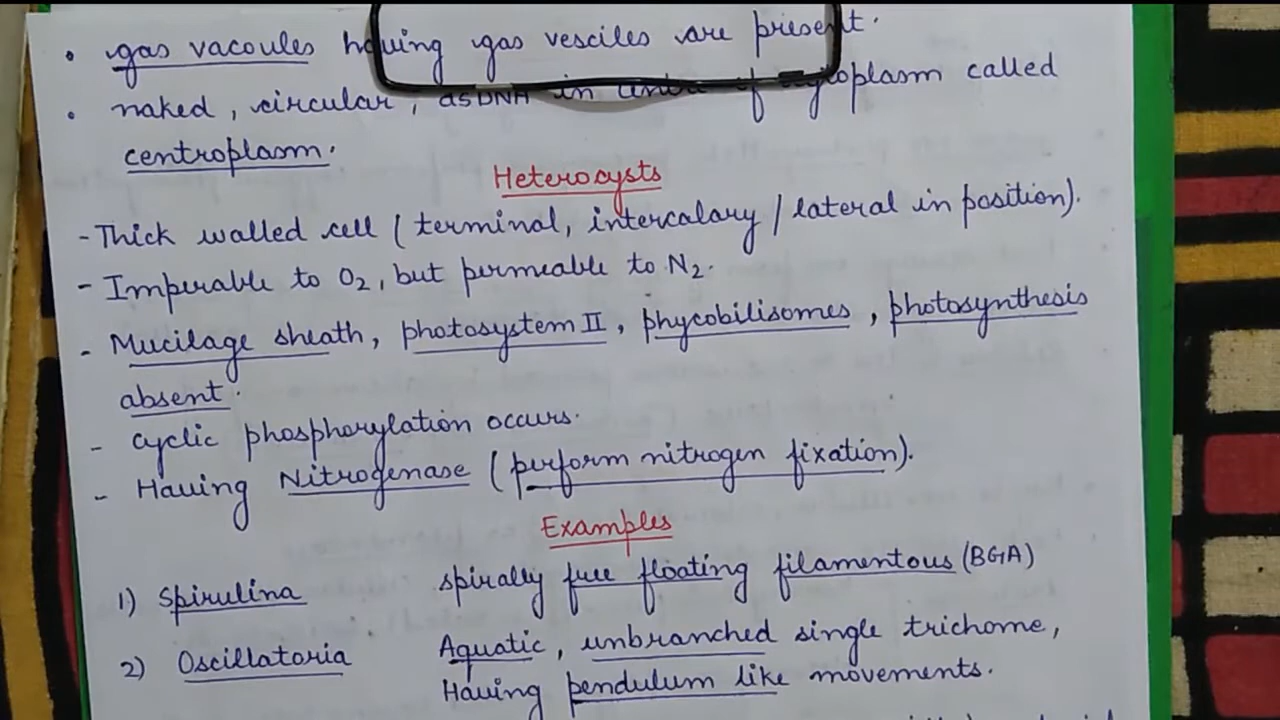 • gas vacoules having gas vesciles are present.
• naked, circular, dsDNA in centre of cytoplasm called
centroplasm.
Heterocysts
- Thick walled cell (terminal, intercalary / lateral in position).
- Imperable to O2, but permeable to N2.
- Mucilage sheath, photosystem II, phycobilisomes, photosynthesis
absent.
- cyclic phosphorylation occurs.
- Having Nitrogenase (perform nitrogen fixation).
Examples
1) Spirulina spirally free floating filamentous (BGA)
2) Oscillatoria Aquatic, unbranched single trichome,
Having pendulum like movements.